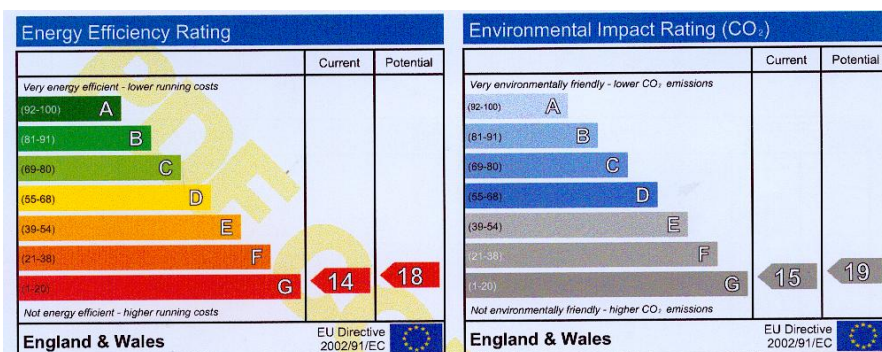 Energy Efficiency Rating
Current Potential
Very energy efficient - lower running costs
(92-100) A
(81-91) B
(69-80) C
(55-68) D
(39-54) E
(21-38) F
(1-20) G
14 18
Not energy efficient - higher running costs
England & Wales
EU Directive
2002/91/EC
Environmental Impact Rating (CO₂)
Current Potential
Very environmentally friendly - lower CO₂ emissions
(92-100) A
(81-91) B
(69-80) C
(55-68) D
(39-54) E
(21-38) F
(1-20) G
15 19
Not environmentally friendly - higher CO₂ emissions
England & Wales
EU Directive
2002/91/EC